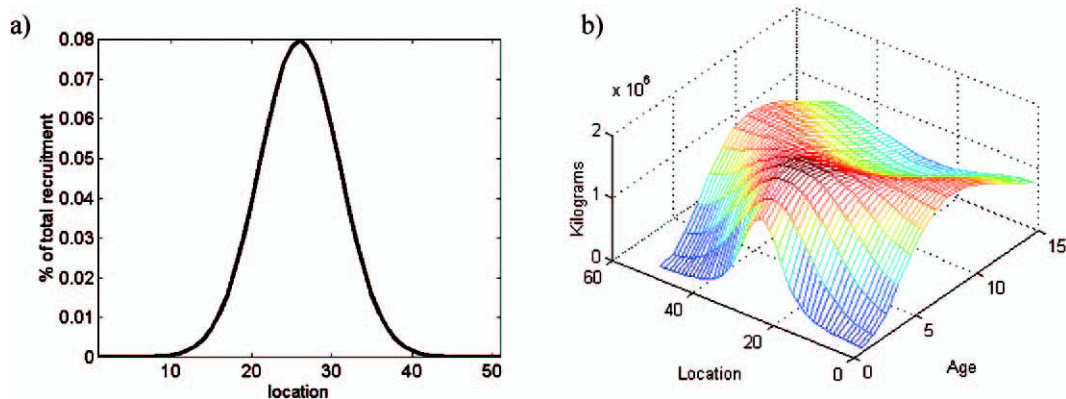 a)
% of total recruitment
0.08
0.07
0.06
0.05
0.04
0.03
0.02
0.01
0
10 20 30 40 50
location
b)
x 10⁶
Kilograms
2
1
0
60
40
20
0
Location
0
5
10
15
Age